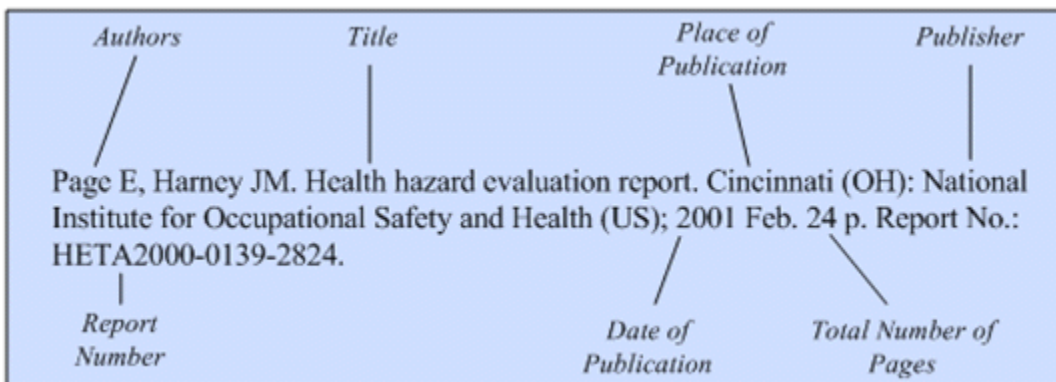 Authors Title Place of Publisher
Publication
Page E, Harney JM. Health hazard evaluation report. Cincinnati (OH): National
Institute for Occupational Safety and Health (US); 2001 Feb. 24 p. Report No.:
HETA2000-0139-2824.
Report Date of Total Number of
Number Publication Pages